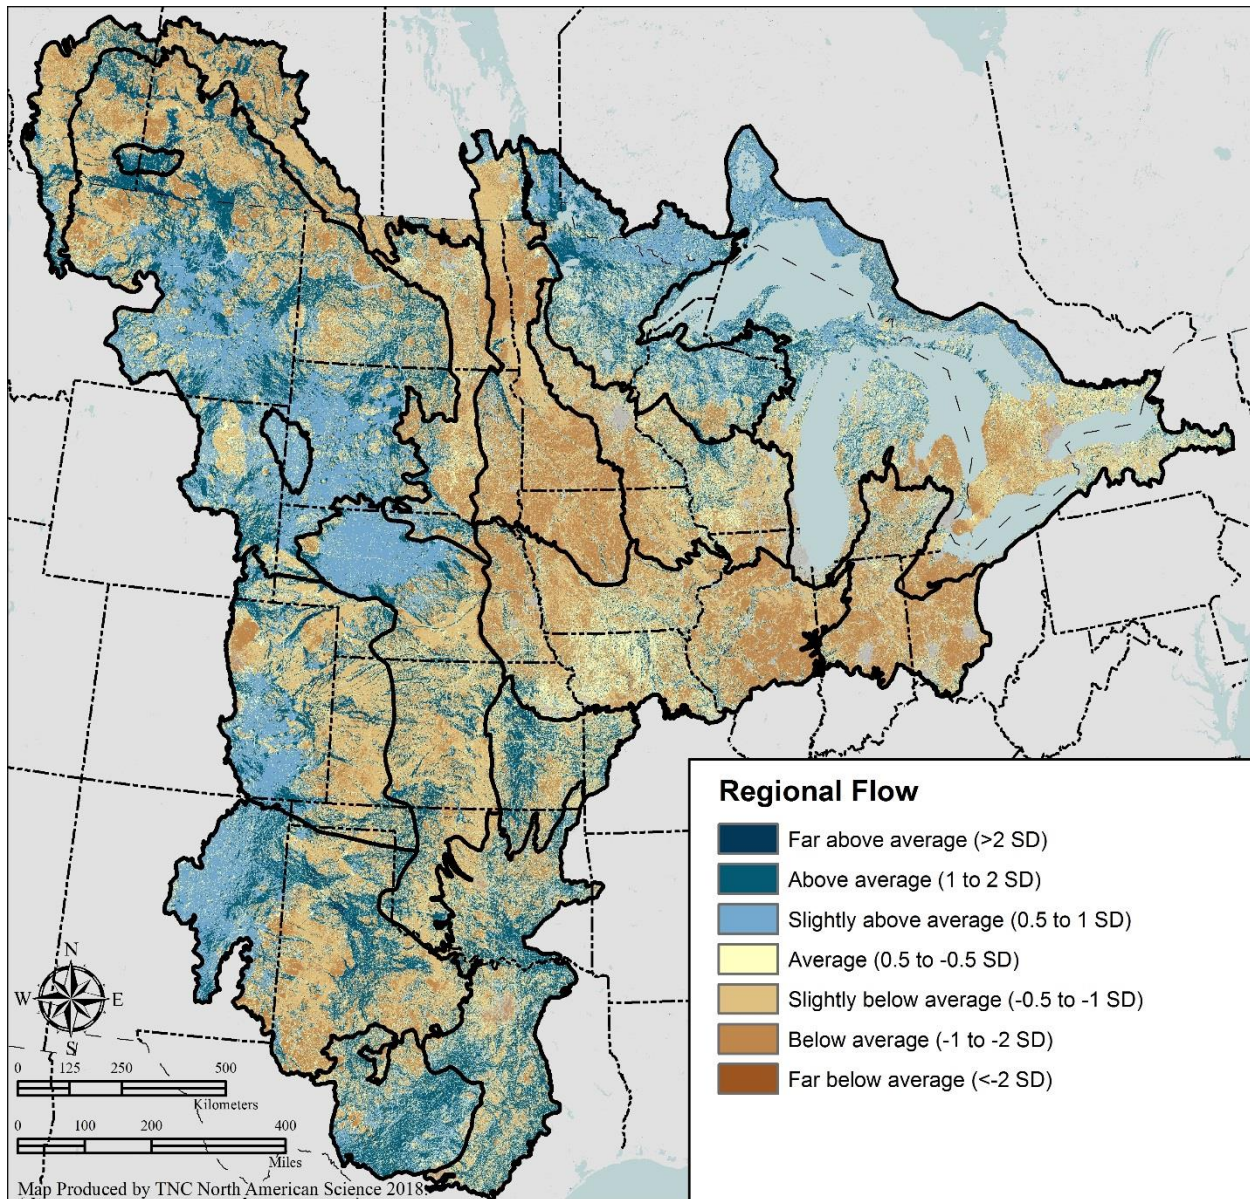 Regional Flow
Far above average (>2 SD)
Above average (1 to 2 SD)
Slightly above average (0.5 to 1 SD)
Average (0.5 to -0.5 SD)
Slightly below average (-0.5 to -1 SD)
Below average (-1 to -2 SD)
Far below average (<-2 SD)
N
W E
S
0 125 250 500
Kilometers
0 100 200 400
Miles
Map Produced by TNC North American Science 2018.